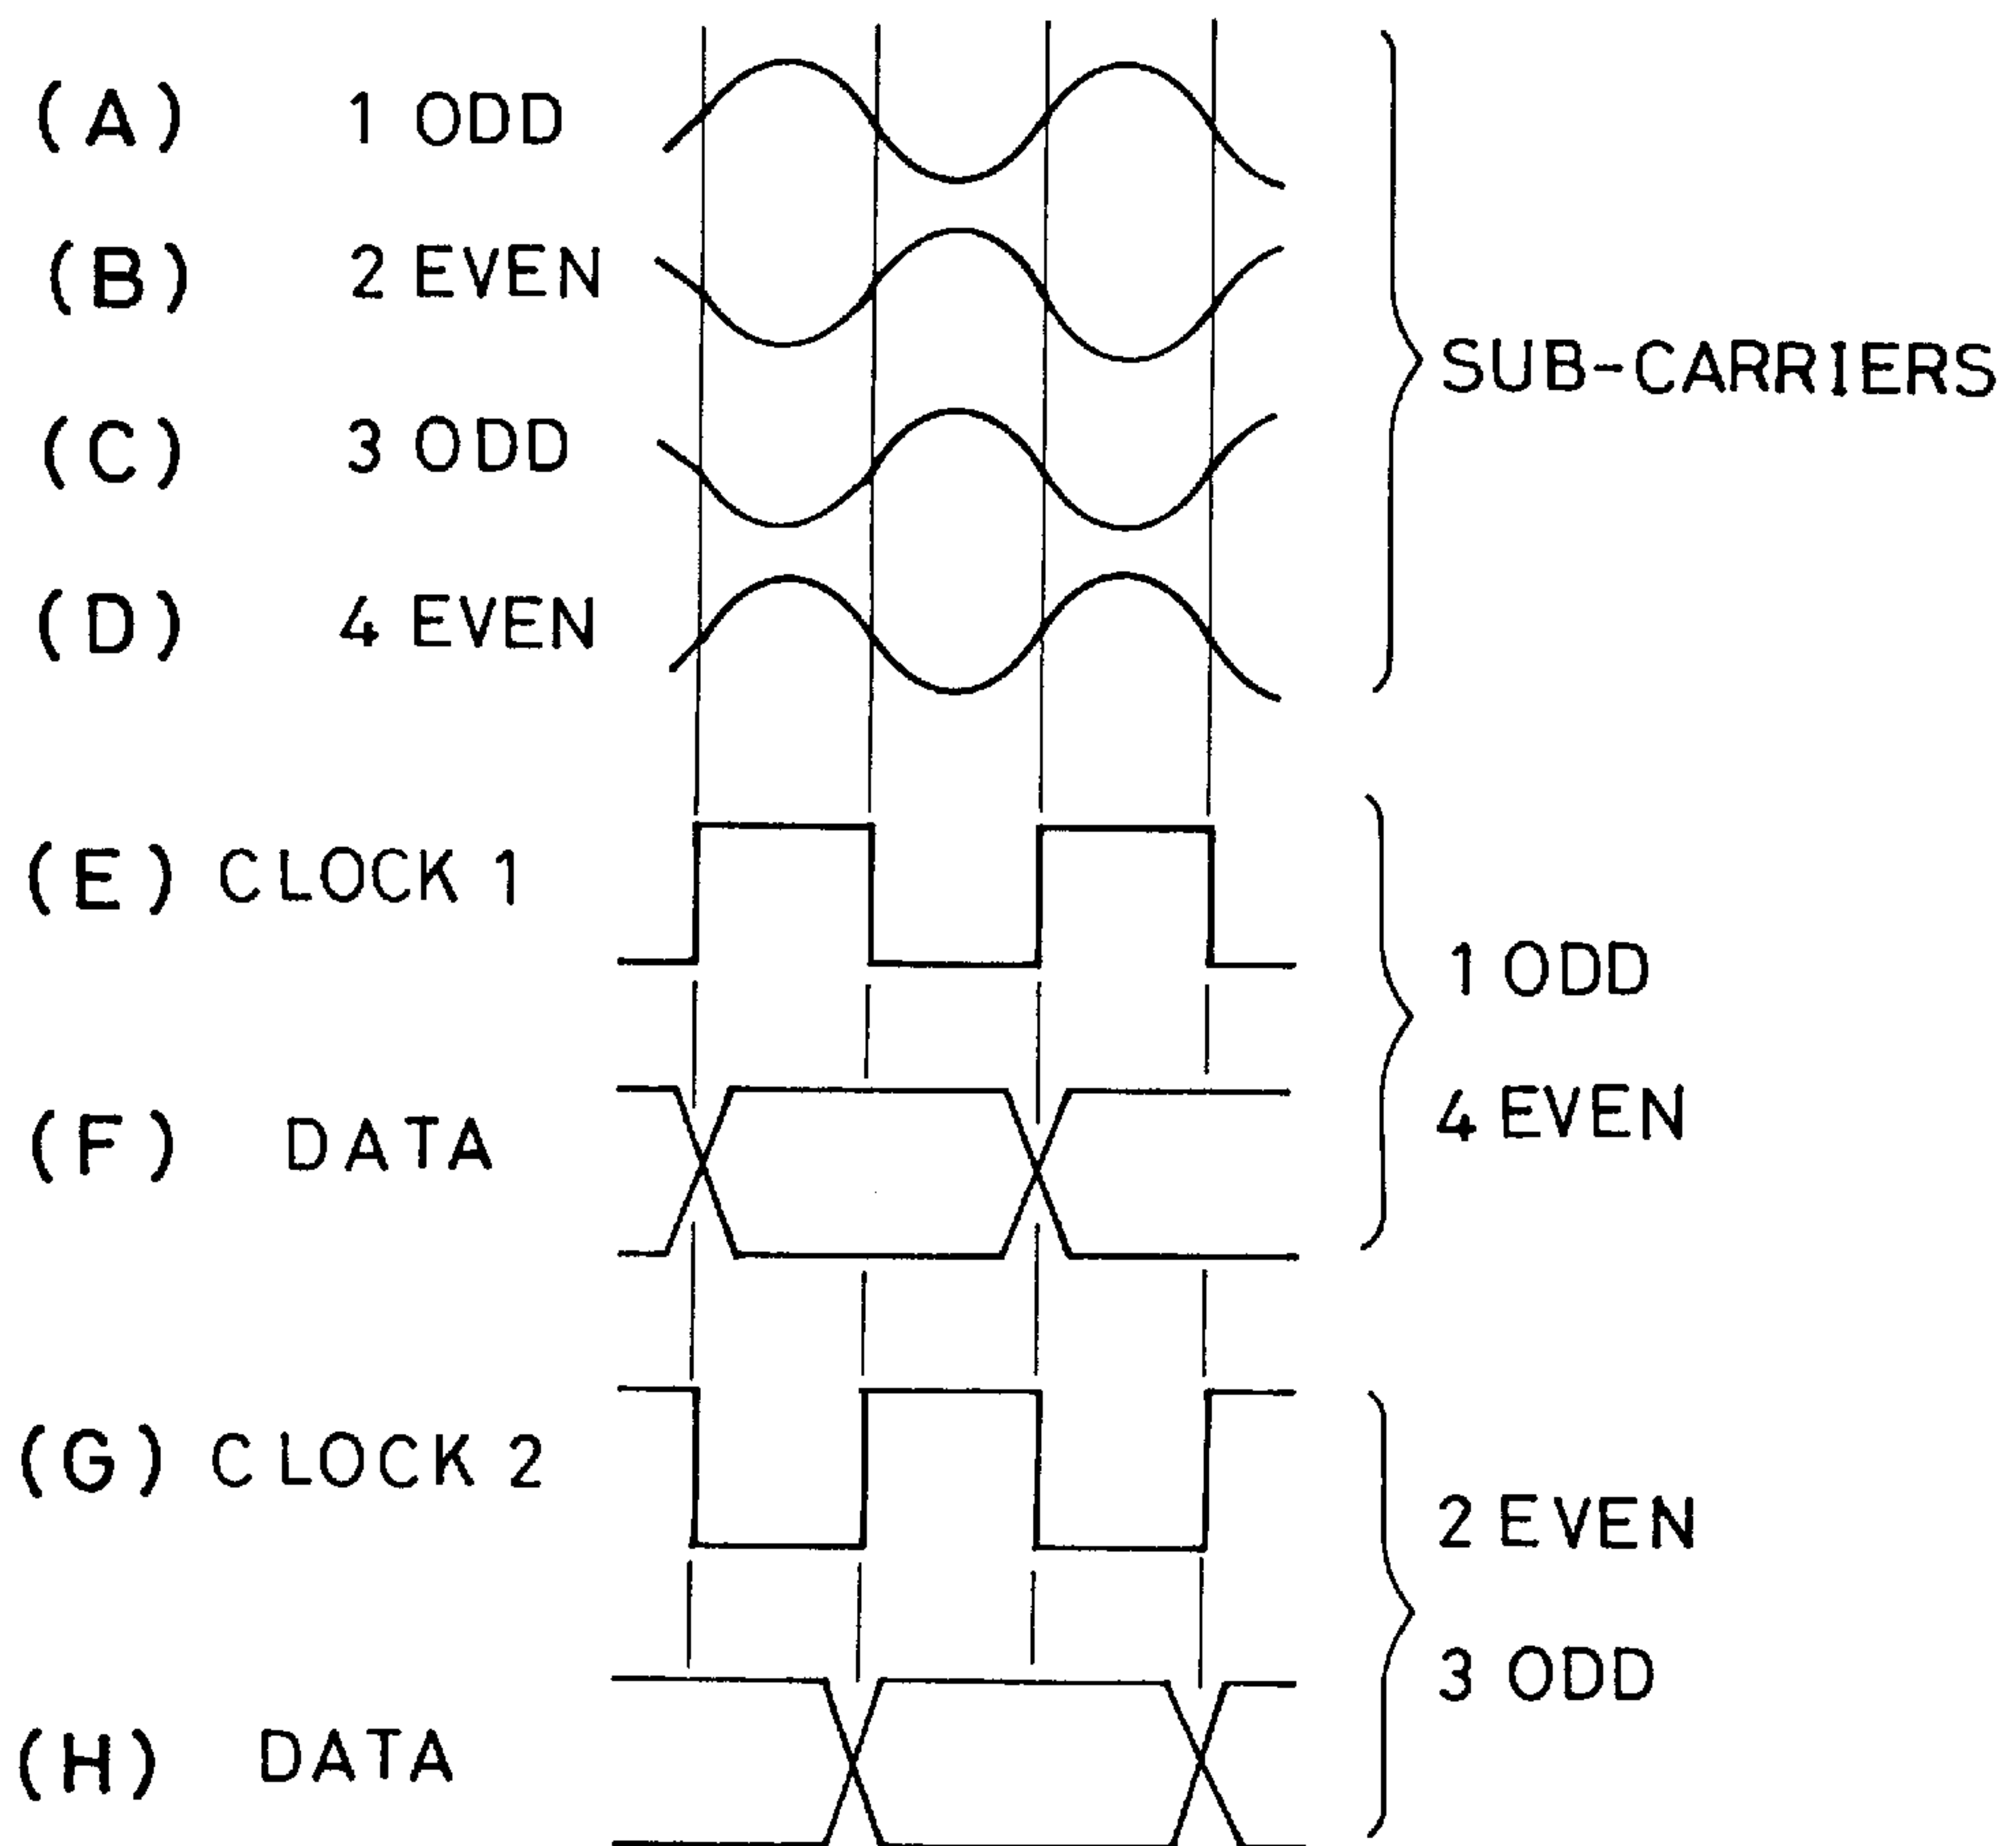 (A) 1 ODD
(B) 2 EVEN
SUB-CARRIERS
(C) 3 ODD
(D) 4 EVEN
(E) CLOCK 1
1 ODD
4 EVEN
(F) DATA
(G) CLOCK 2
2 EVEN
3 ODD
(H) DATA